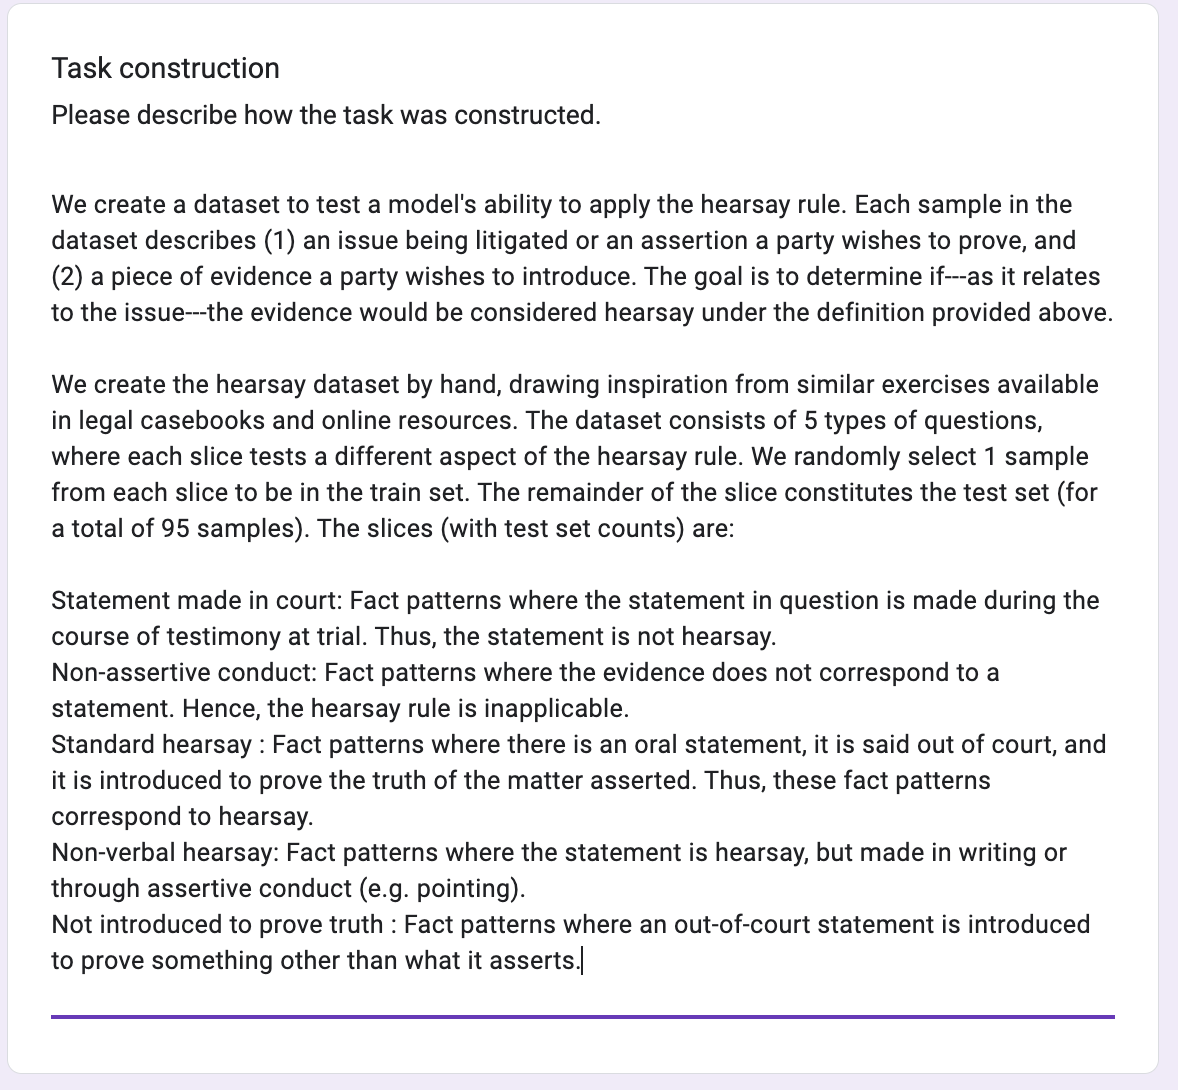 Task construction
Please describe how the task was constructed.
We create a dataset to test a model's ability to apply the hearsay rule. Each sample in the
dataset describes (1) an issue being litigated or an assertion a party wishes to prove, and
(2) a piece of evidence a party wishes to introduce. The goal is to determine if---as it relates
to the issue---the evidence would be considered hearsay under the definition provided above.
We create the hearsay dataset by hand, drawing inspiration from similar exercises available
in legal casebooks and online resources. The dataset consists of 5 types of questions,
where each slice tests a different aspect of the hearsay rule. We randomly select 1 sample
from each slice to be in the train set. The remainder of the slice constitutes the test set (for
a total of 95 samples). The slices (with test set counts) are:
Statement made in court: Fact patterns where the statement in question is made during the
course of testimony at trial. Thus, the statement is not hearsay.
Non-assertive conduct: Fact patterns where the evidence does not correspond to a
statement. Hence, the hearsay rule is inapplicable.
Standard hearsay : Fact patterns where there is an oral statement, it is said out of court, and
it is introduced to prove the truth of the matter asserted. Thus, these fact patterns
correspond to hearsay.
Non-verbal hearsay: Fact patterns where the statement is hearsay, but made in writing or
through assertive conduct (e.g. pointing).
Not introduced to prove truth : Fact patterns where an out-of-court statement is introduced
to prove something other than what it asserts.